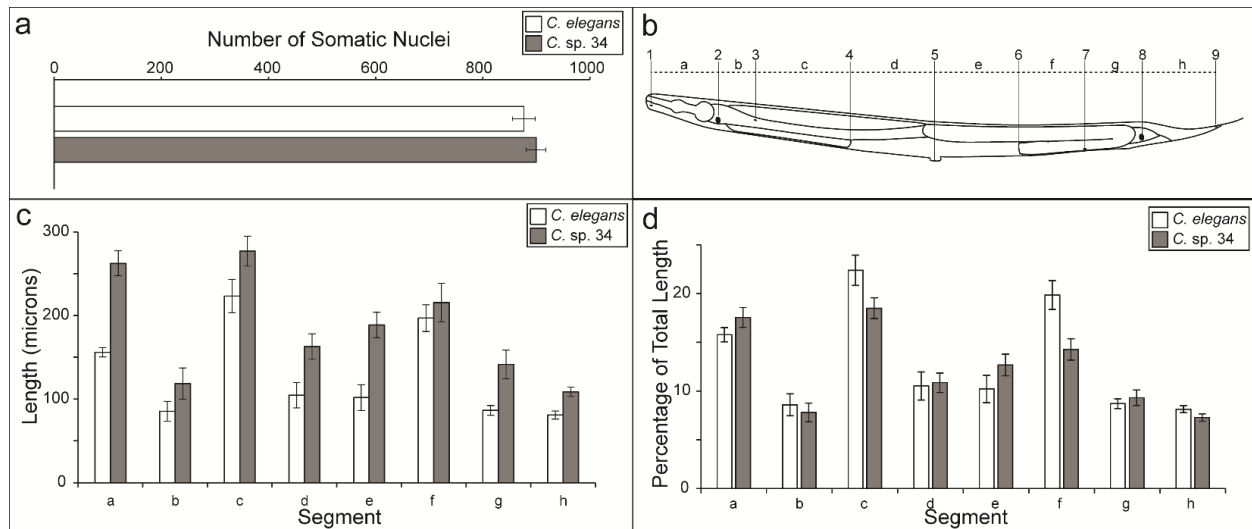 a
Number of Somatic Nuclei
C. elegans
C. sp. 34
0 200 400 600 800 1000
b
1 2 3 4 5 6 7 8 9
a b c d e f g h
c
C. elegans
C. sp. 34
Length (microns)
300
200
100
0
a b c d e f g h
Segment
d
C. elegans
C. sp. 34
Percentage of Total Length
20
10
0
a b c d e f g h
Segment